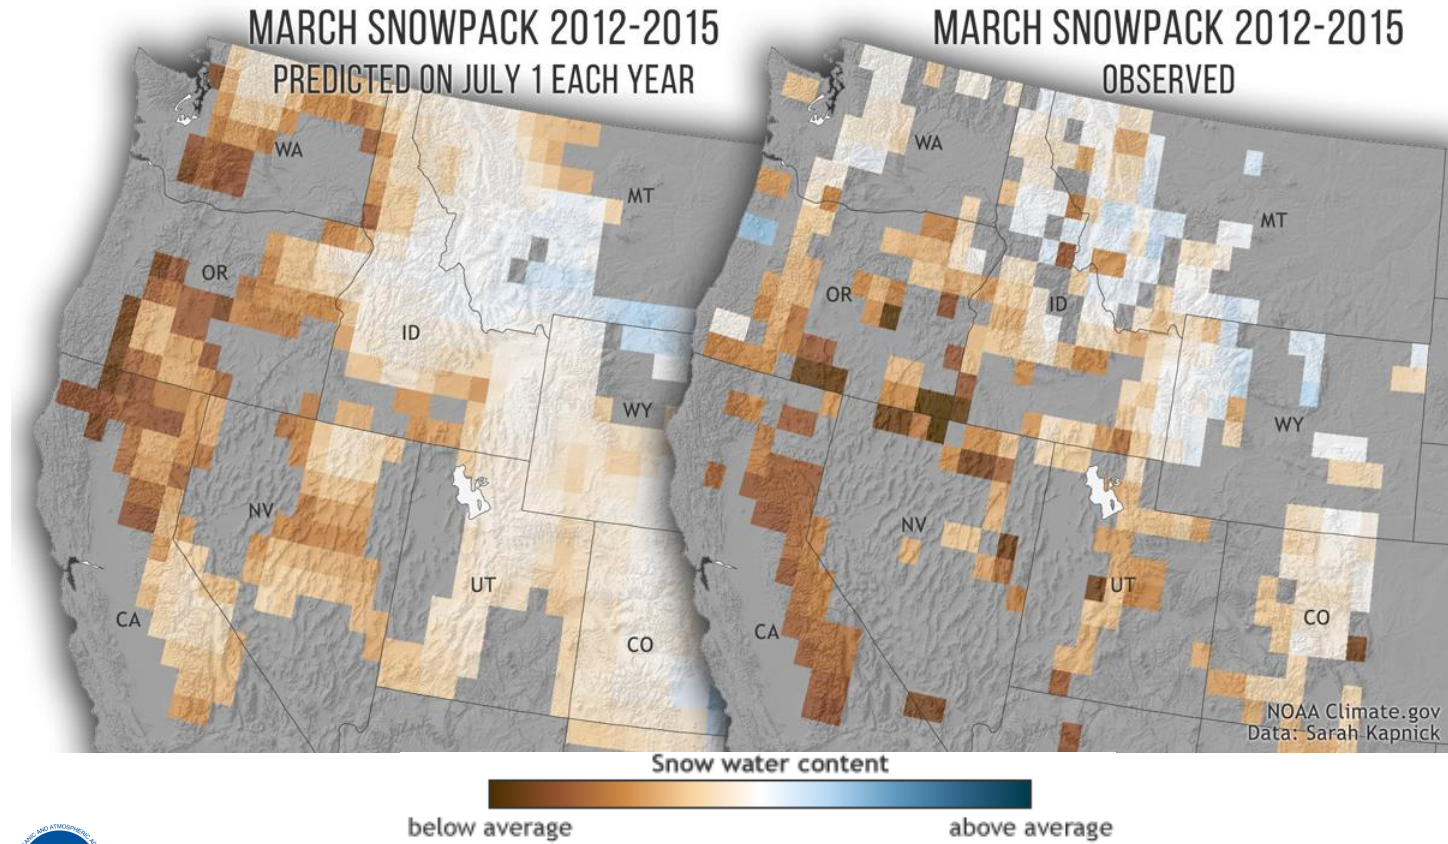 MARCH SNOWPACK 2012-2015
PREDICTED ON JULY 1 EACH YEAR
WA
MT
OR
ID
WY
NV
UT
CA
CO
MARCH SNOWPACK 2012-2015
OBSERVED
WA
MT
OR
ID
WY
NV
UT
CA
CO
NOAA Climate.gov
Data: Sarah Kapnick
Snow water content
below average
above average